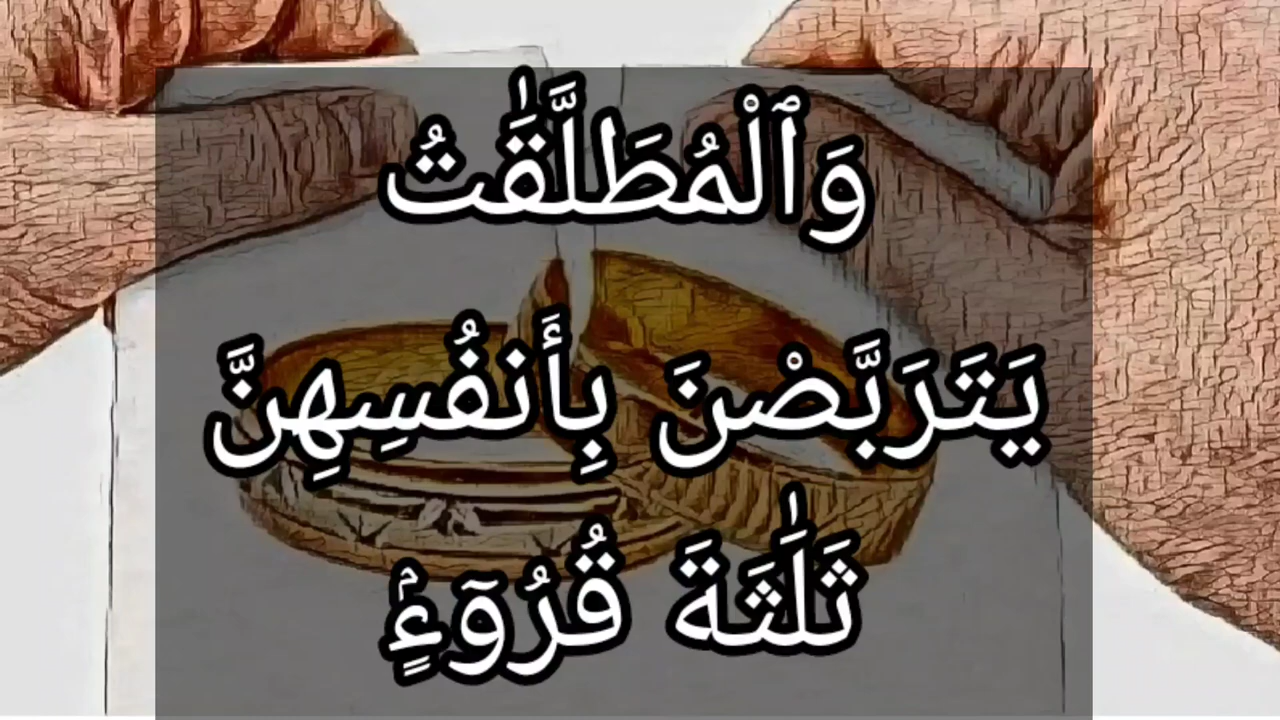 وَٱلْمُطَلَّقَٰتُ
يَتَرَبَّصْنَ بِأَنفُسِهِنَّ
ثَلَٰثَةَ قُرُوٓءٍۢ